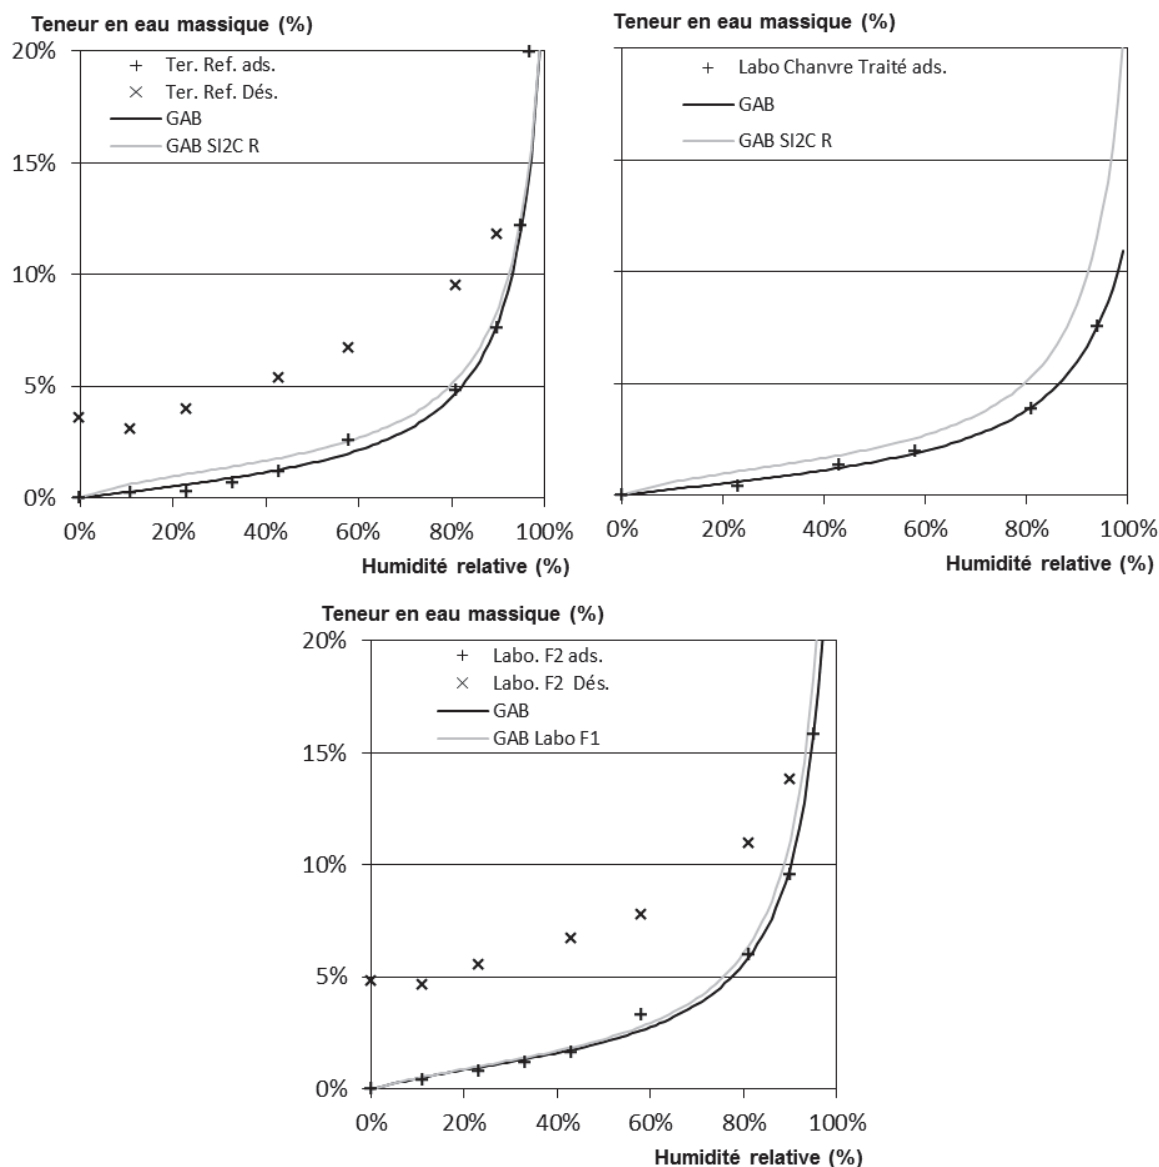 Teneur en eau massique (%)
20%
15%
10%
5%
0%
Ter. Ref. ads.
Ter. Ref. Dés.
GAB
GAB SI2C R
0% 20% 40% 60% 80% 100%
Humidité relative (%)
Teneur en eau massique (%)
Labo Chanvre Traité ads.
GAB
GAB SI2C R
0% 20% 40% 60% 80% 100%
Humidité relative (%)
Teneur en eau massique (%)
20%
15%
10%
5%
0%
Labo. F2 ads.
Labo. F2 Dés.
GAB
GAB Labo F1
0% 20% 40% 60% 80% 100%
Humidité relative (%)